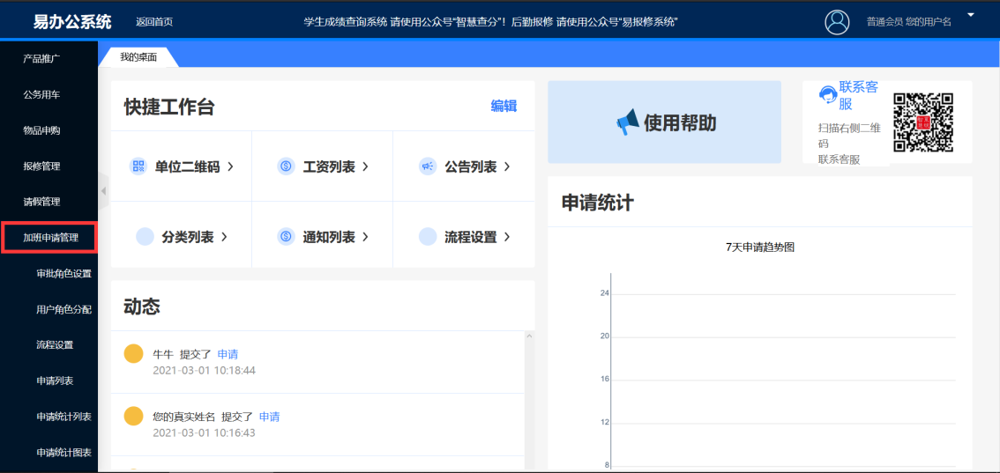 易办公系统
返回首页
学生成绩查询系统 请使用公众号“智慧查分”！后勤报修 请使用公众号“易报修系统”
普通会员 您的用户名
我的桌面
产品推广
公务用车
物品申购
报修管理
请假管理
加班申请管理
审批角色设置
用户角色分配
流程设置
申请列表
申请统计列表
申请统计图表
快捷工作台
编辑
单位二维码
工资列表
公告列表
分类列表
通知列表
流程设置
动态
牛牛 提交了 申请
2021-03-01 10:18:44
您的真实姓名 提交了 申请
2021-03-01 10:16:43
使用帮助
联系客
服
扫描右侧二维
码
联系客服
申请统计
7天申请趋势图
24
20
16
12
8